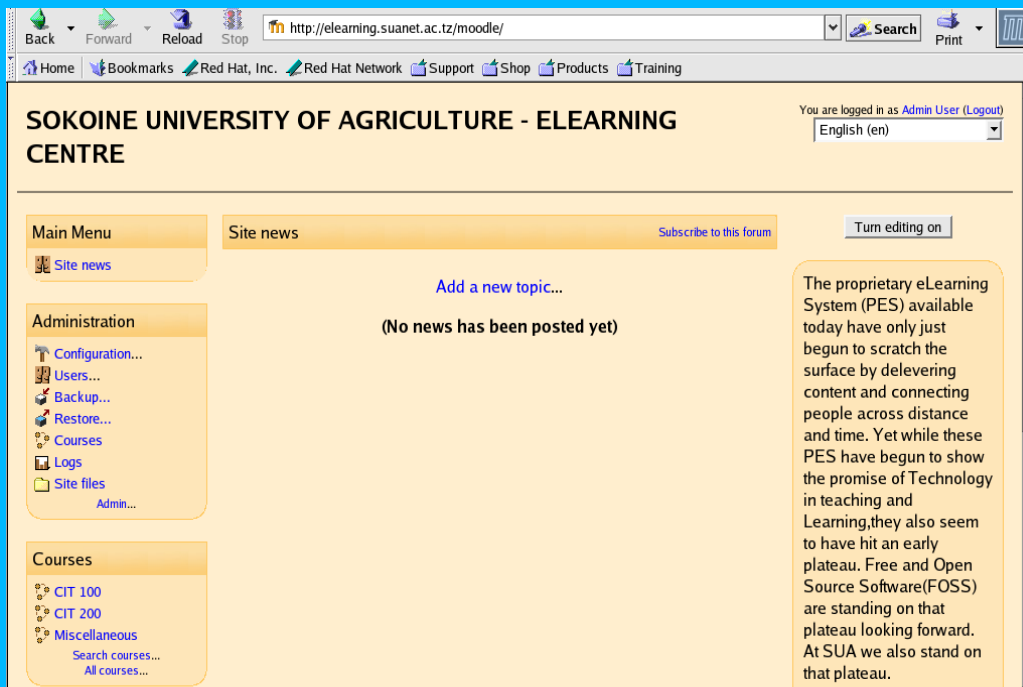 Back
Forward
Reload
Stop
http://elearning.suanet.ac.tz/moodle/
Search
Print
Home
Bookmarks
Red Hat, Inc.
Red Hat Network
Support
Shop
Products
Training
SOKOINE UNIVERSITY OF AGRICULTURE - ELEARNING
CENTRE
You are logged in as Admin User (Logout)
English (en)
Main Menu
Site news
Administration
Configuration...
Users...
Backup...
Restore...
Courses
Logs
Site files
Admin...
Courses
CIT 100
CIT 200
Miscellaneous
Search courses...
All courses...
Site news
Subscribe to this forum
Add a new topic...
(No news has been posted yet)
Turn editing on
The proprietary eLearning
System (PES) available
today have only just
begun to scratch the
surface by delevering
content and connecting
people across distance
and time. Yet while these
PES have begun to show
the promise of Technology
in teaching and
Learning,they also seem
to have hit an early
plateau. Free and Open
Source Software(FOSS)
are standing on that
plateau looking forward.
At SUA we also stand on
that plateau.